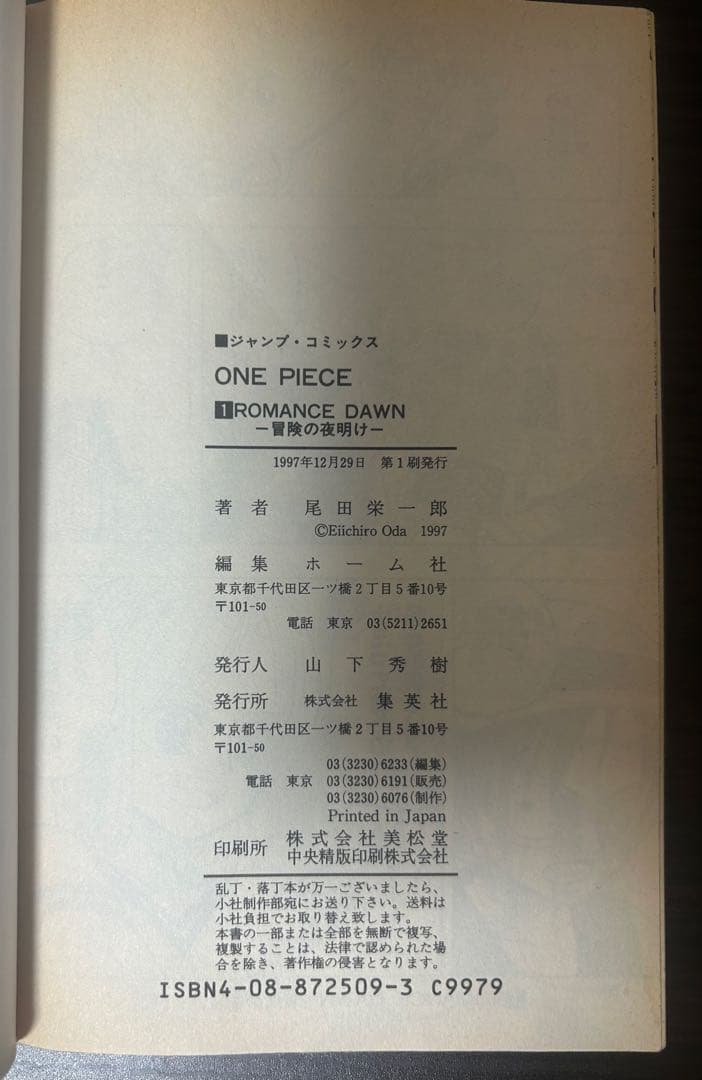 ■ジャンプ・コミックス
ONE PIECE
1 ROMANCE DAWN
―冒険の夜明け―
1997年12月29日 第1刷発行
著者 尾田栄一郎
©Eiichiro Oda 1997
編集 ホーム社
東京都千代田区一ツ橋2丁目5番10号
〒101-50
電話 東京 03(5211)2651
発行人 山下秀樹
発行所 株式会社 集英社
東京都千代田区一ツ橋2丁目5番10号
〒101-50
03(3230)6233(編集)
電話 東京 03(3230)6191(販売)
03(3230)6076(制作)
Printed in Japan
印刷所 株式会社美松堂
中央精版印刷株式会社
乱丁・落丁本が万一ございましたら、
小社制作部宛にお送り下さい。送料は
小社負担でお取り替え致します。
本書の一部または全部を無断で複写、
複製することは、法律で認められた場
合を除き、著作権の侵害となります。
ISBN4-08-872509-3 C9979